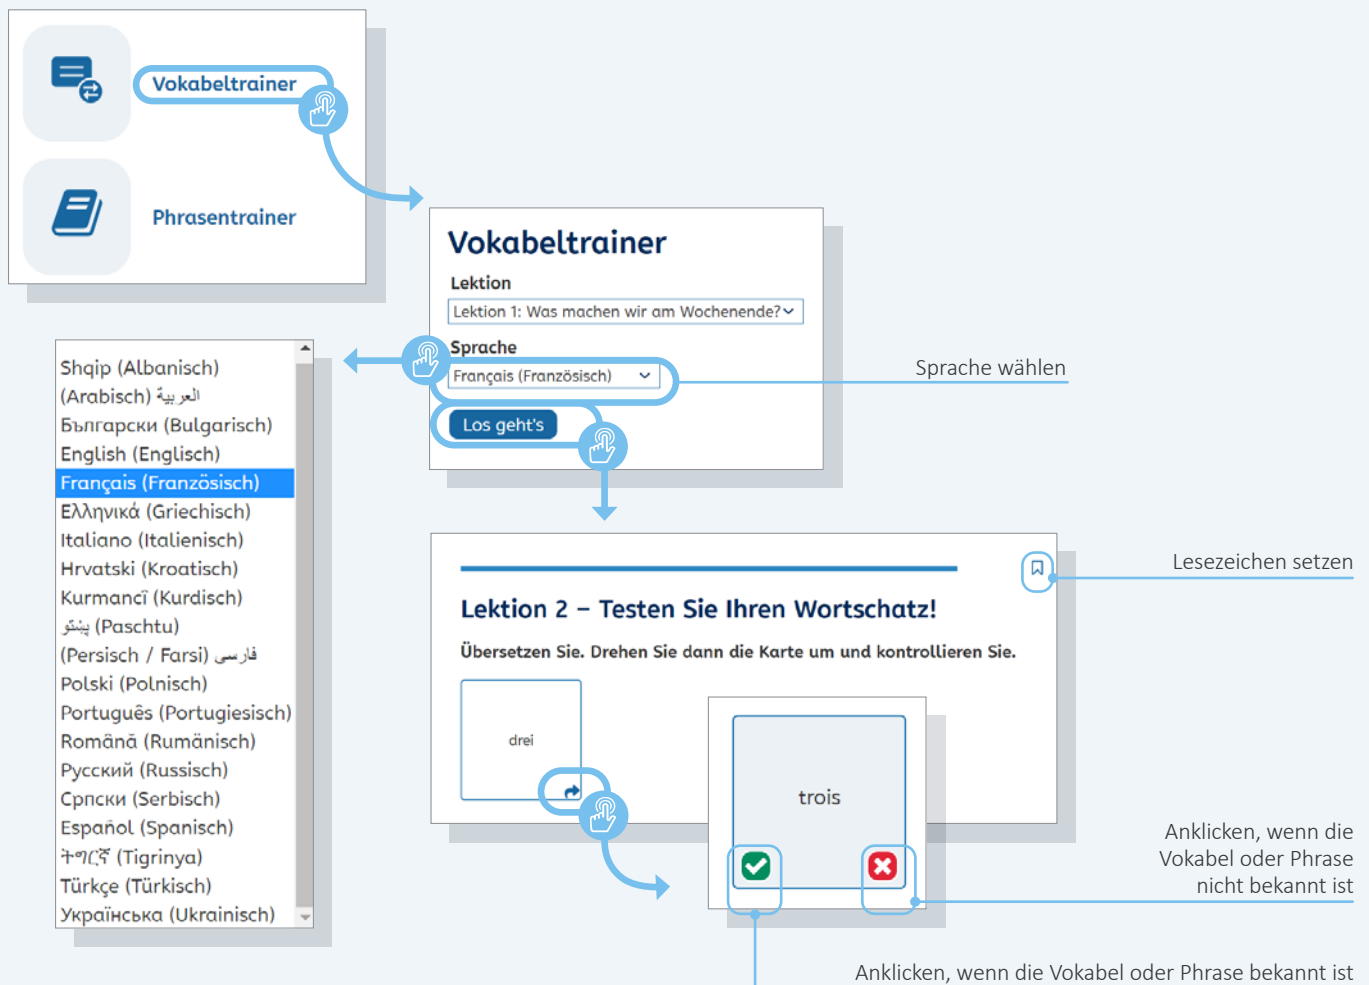 Vokabeltrainer
Phrasentrainer
Vokabeltrainer
Lektion
Lektion 1: Was machen wir am Wochenende?
Sprache
Français (Französisch)
Los geht's
Sprache wählen
Shqip (Albanisch)
العربية (Arabisch)
Български (Bulgarisch)
English (Englisch)
Français (Französisch)
Ελληνικά (Griechisch)
Italiano (Italienisch)
Hrvatski (Kroatisch)
Kurmancî (Kurdisch)
پښتو (Paschtu)
فارسی (Persisch / Farsi)
Polski (Polnisch)
Português (Portugiesisch)
Română (Rumänisch)
Русский (Russisch)
Српски (Serbisch)
Español (Spanisch)
ትግርኛ (Tigrinya)
Türkçe (Türkisch)
Українська (Ukrainisch)
Lesezeichen setzen
Lektion 2 – Testen Sie Ihren Wortschatz!
Übersetzen Sie. Drehen Sie dann die Karte um und kontrollieren Sie.
drei
trois
Anklicken, wenn die
Vokabel oder Phrase
nicht bekannt ist
Anklicken, wenn die Vokabel oder Phrase bekannt ist